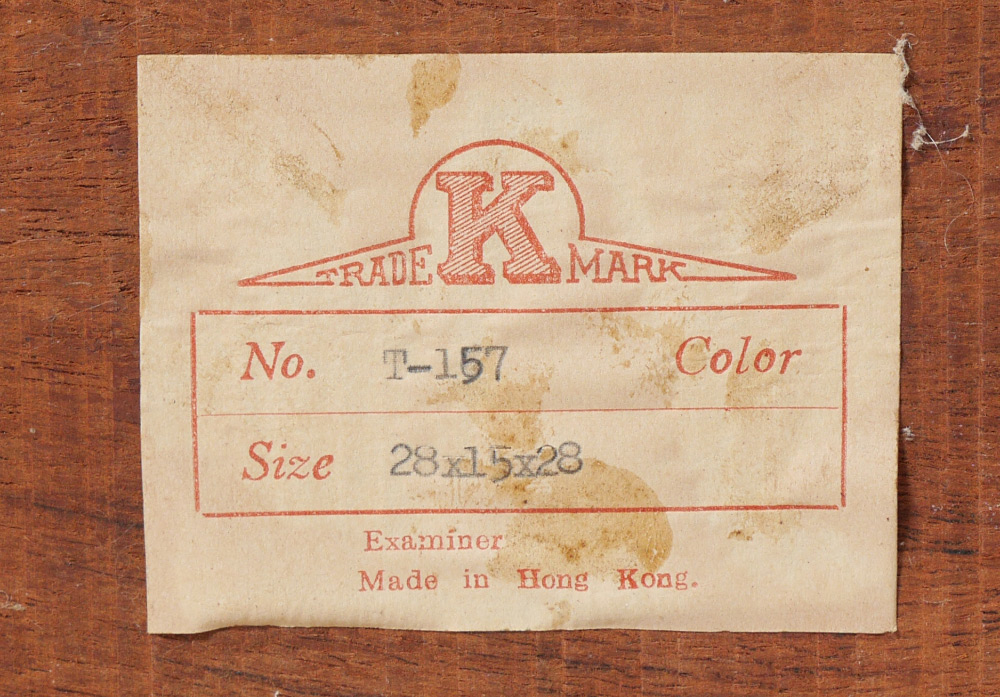 TRADE K MARK
No. T-157 Color
Size 28x15x28
Examiner
Made in Hong Kong.